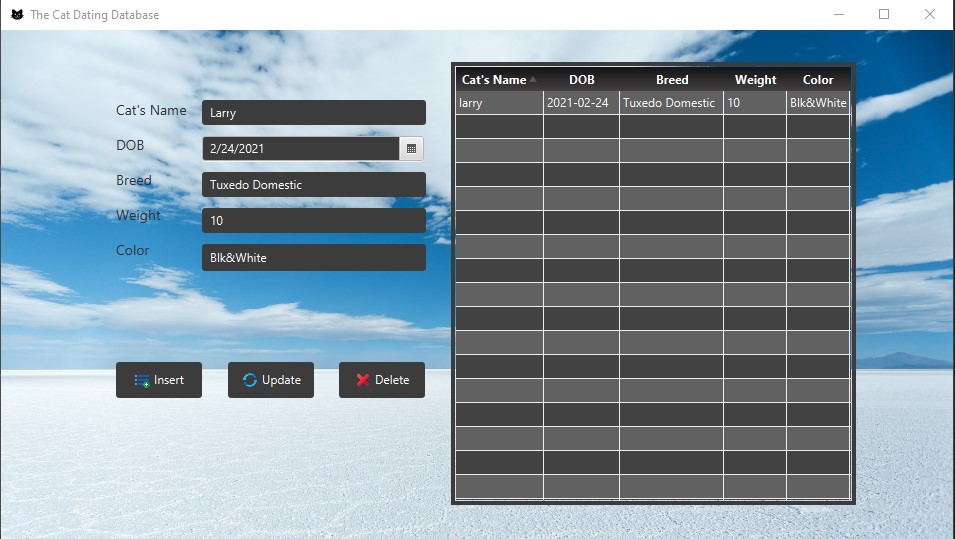 The Cat Dating Database
Cat's Name Larry
DOB 2/24/2021
Breed Tuxedo Domestic
Weight 10
Color Blk&White
Insert Update Delete
Cat's Name DOB Breed Weight Color
larry 2021-02-24 Tuxedo Domestic 10 Blk&White